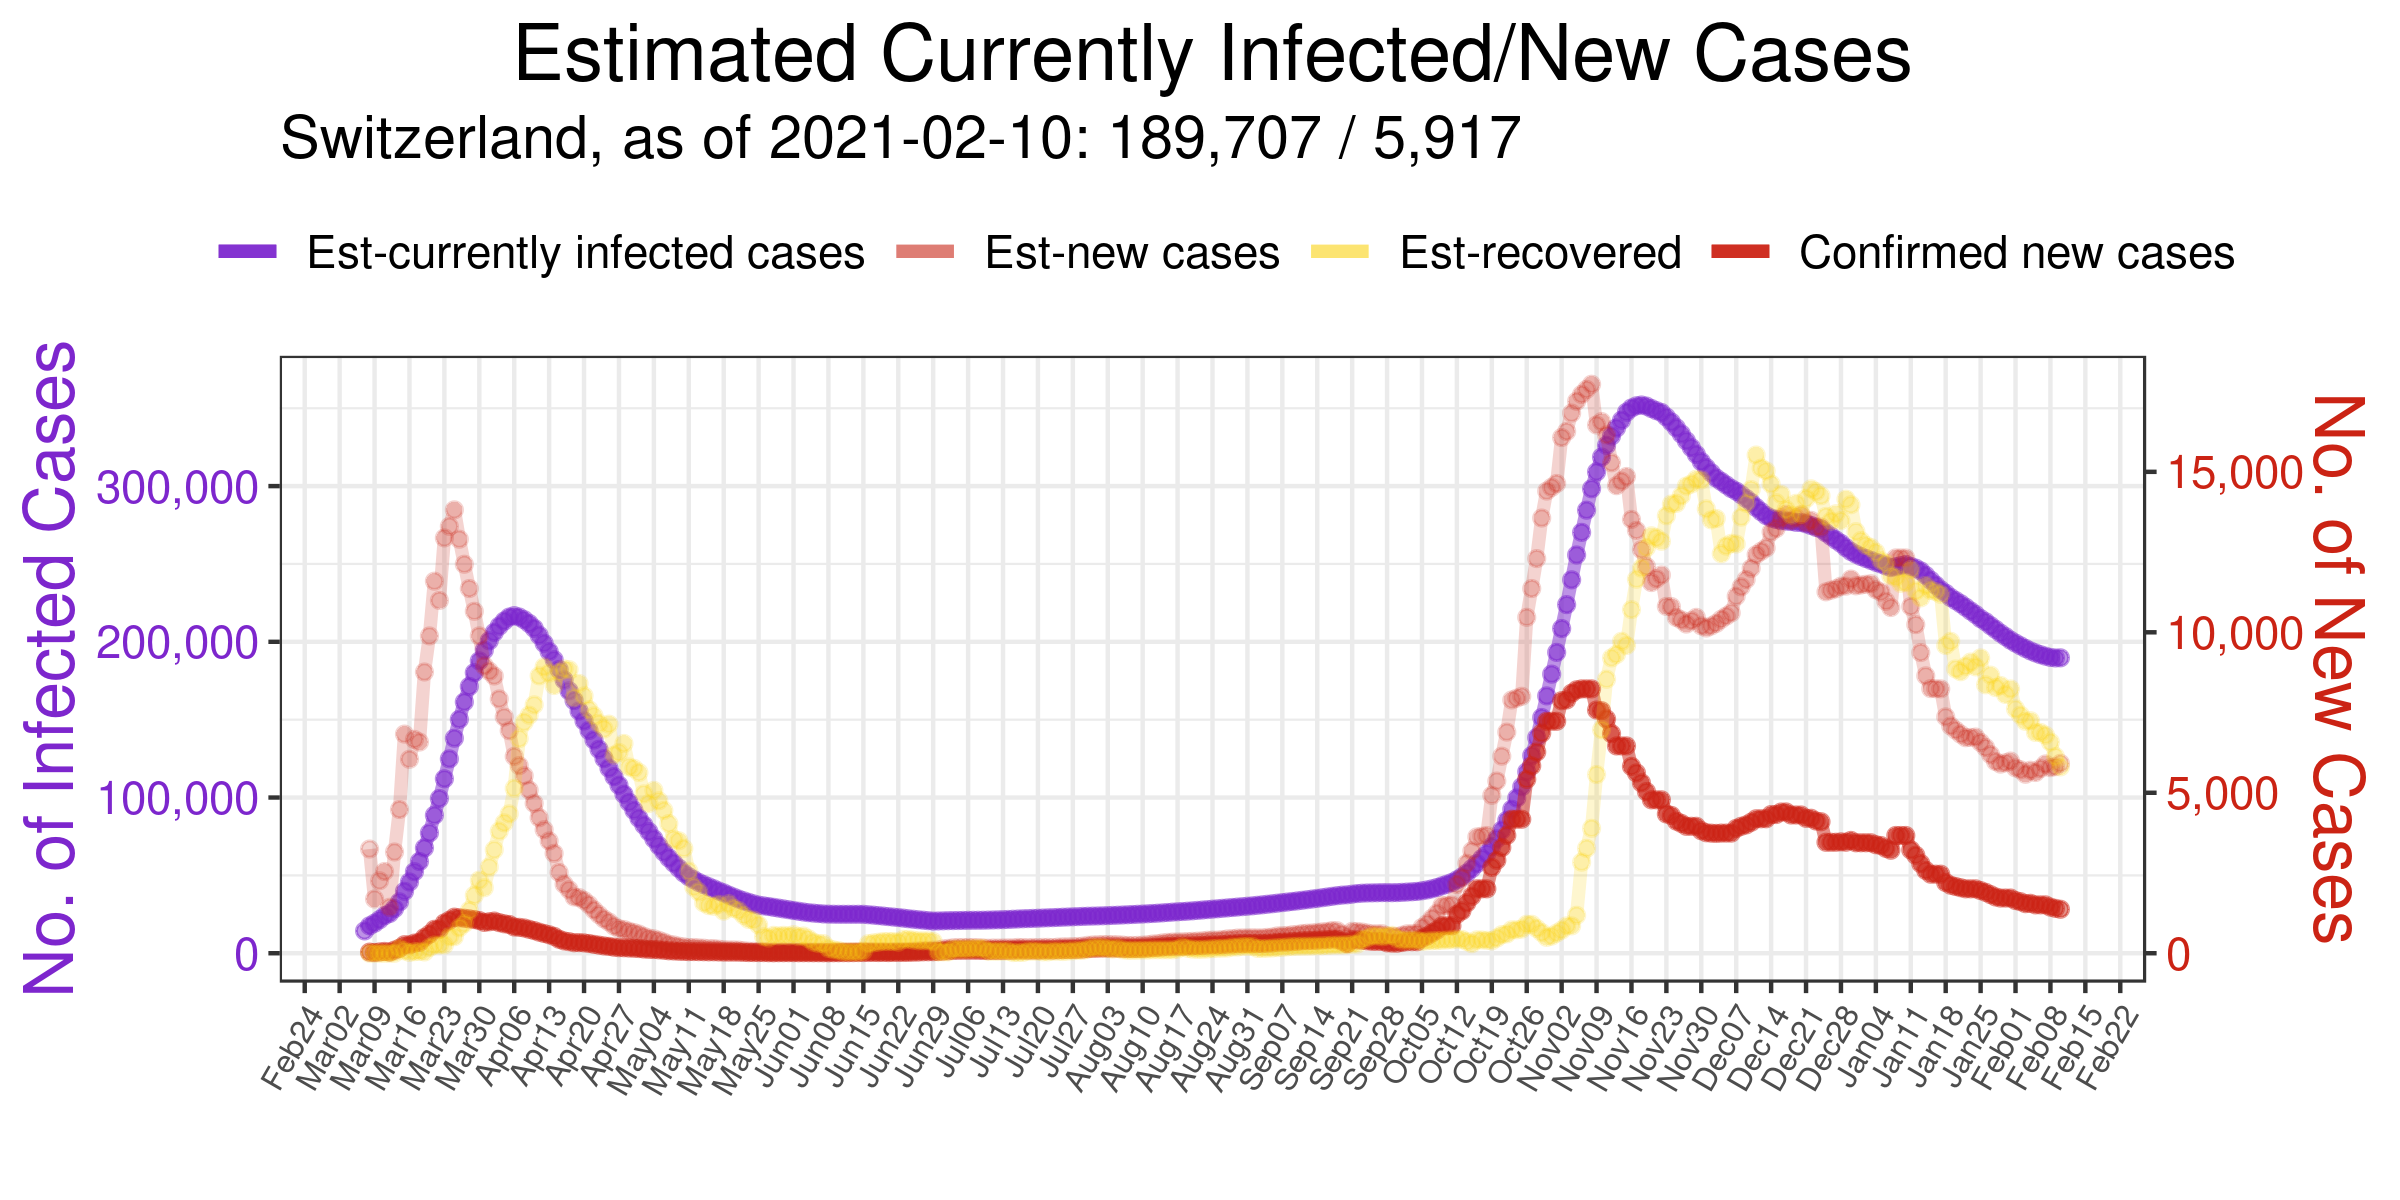 Estimated Currently Infected/New Cases
Switzerland, as of 2021-02-10: 189,707 / 5,917
Est-currently infected cases Est-new cases Est-recovered Confirmed new cases
No. of Infected Cases
300,000
200,000
100,000
0
15,000
10,000
5,000
0
No. of New Cases
Feb24 Mar02 Mar09 Mar16 Mar23 Mar30 Apr06 Apr13 Apr20 Apr27 May04 May11 May18 May25 Jun01 Jun08 Jun15 Jun22 Jun29 Jul06 Jul13 Jul20 Jul27 Aug03 Aug10 Aug17 Aug24 Aug31 Sep07 Sep14 Sep21 Sep28 Oct05 Oct12 Oct19 Oct26 Nov02 Nov09 Nov16 Nov23 Nov30 Dec07 Dec14 Dec21 Dec28 Jan04 Jan11 Jan18 Jan25 Feb01 Feb08 Feb15 Feb22